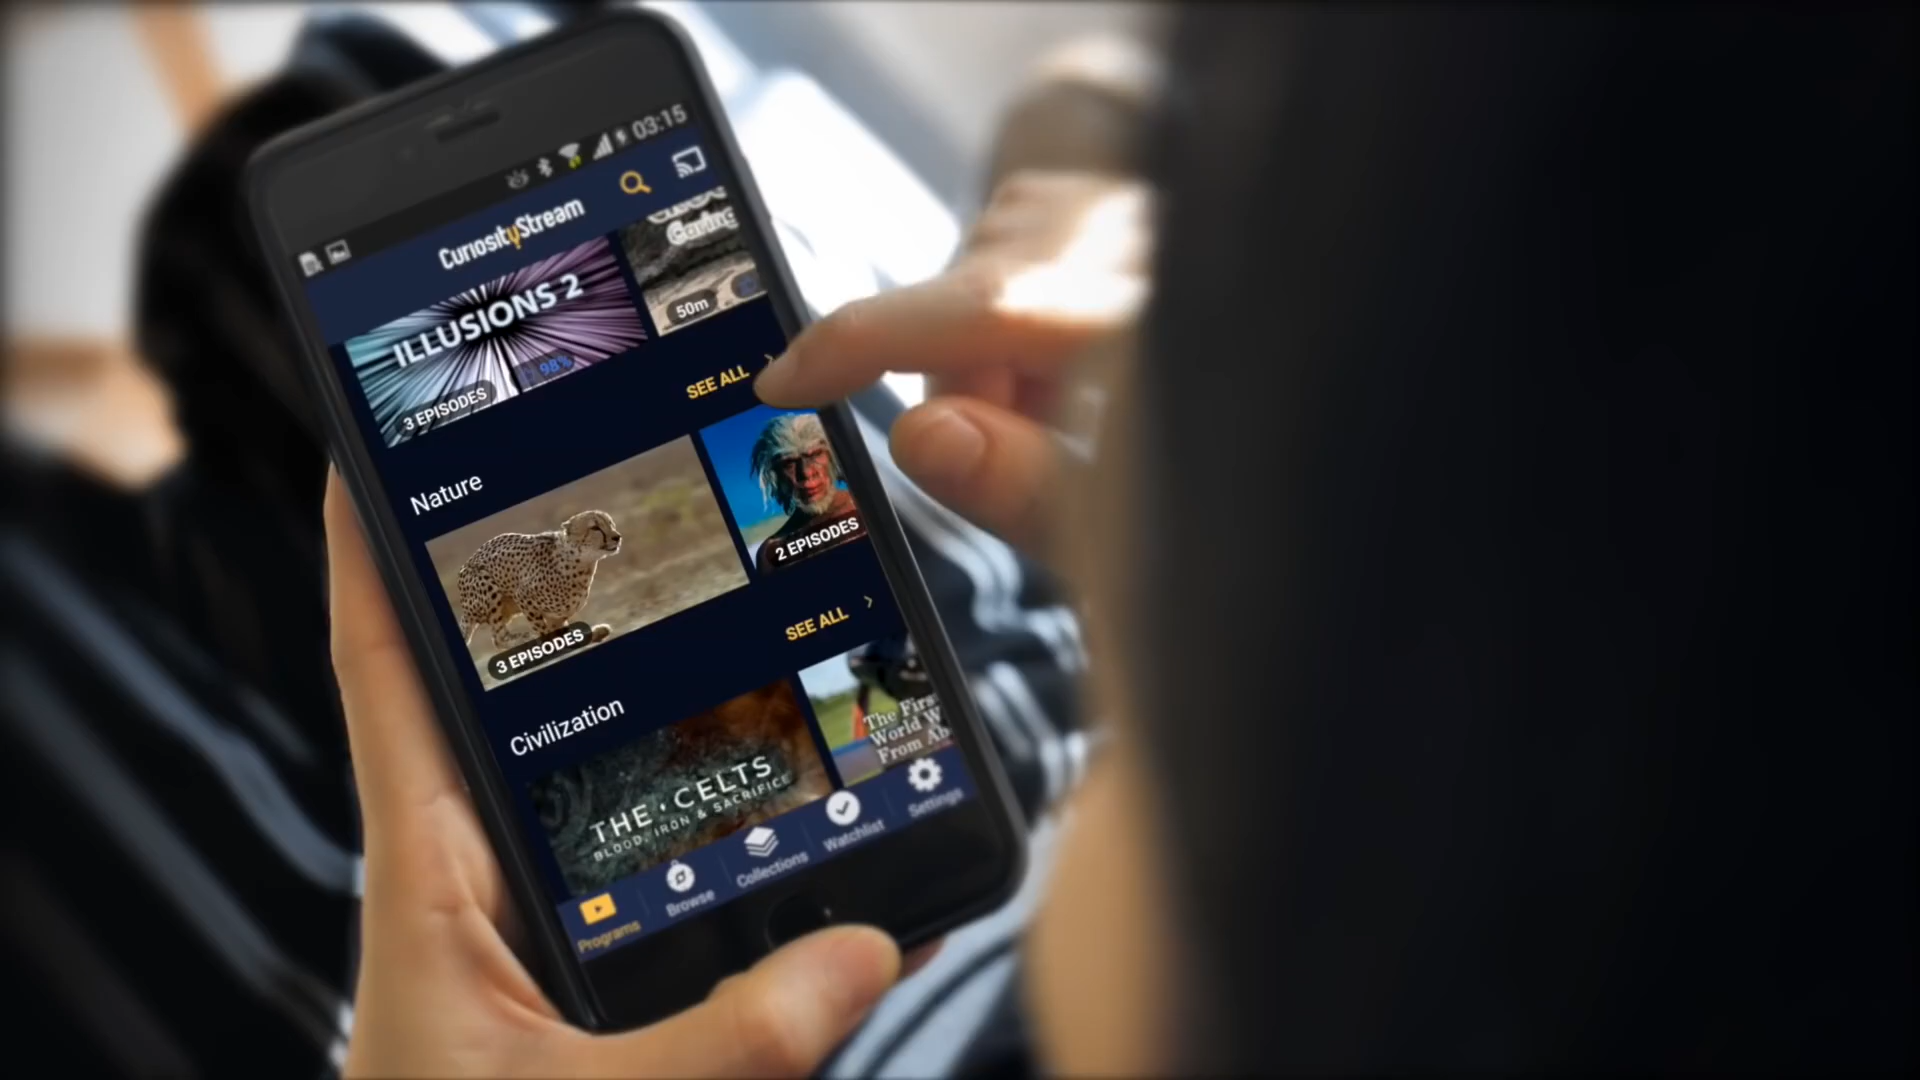 03:15
CuriosityStream
ILLUSIONS 2
3 EPISODES
98%
Caring
50m
SEE ALL
Nature
3 EPISODES
2 EPISODES
SEE ALL
Civilization
THE • CELTS
BLOOD, IRON & SACRIFICE
The Firs
World W
From Ab
Programs
Browse
Collections
Watchlist
Settings